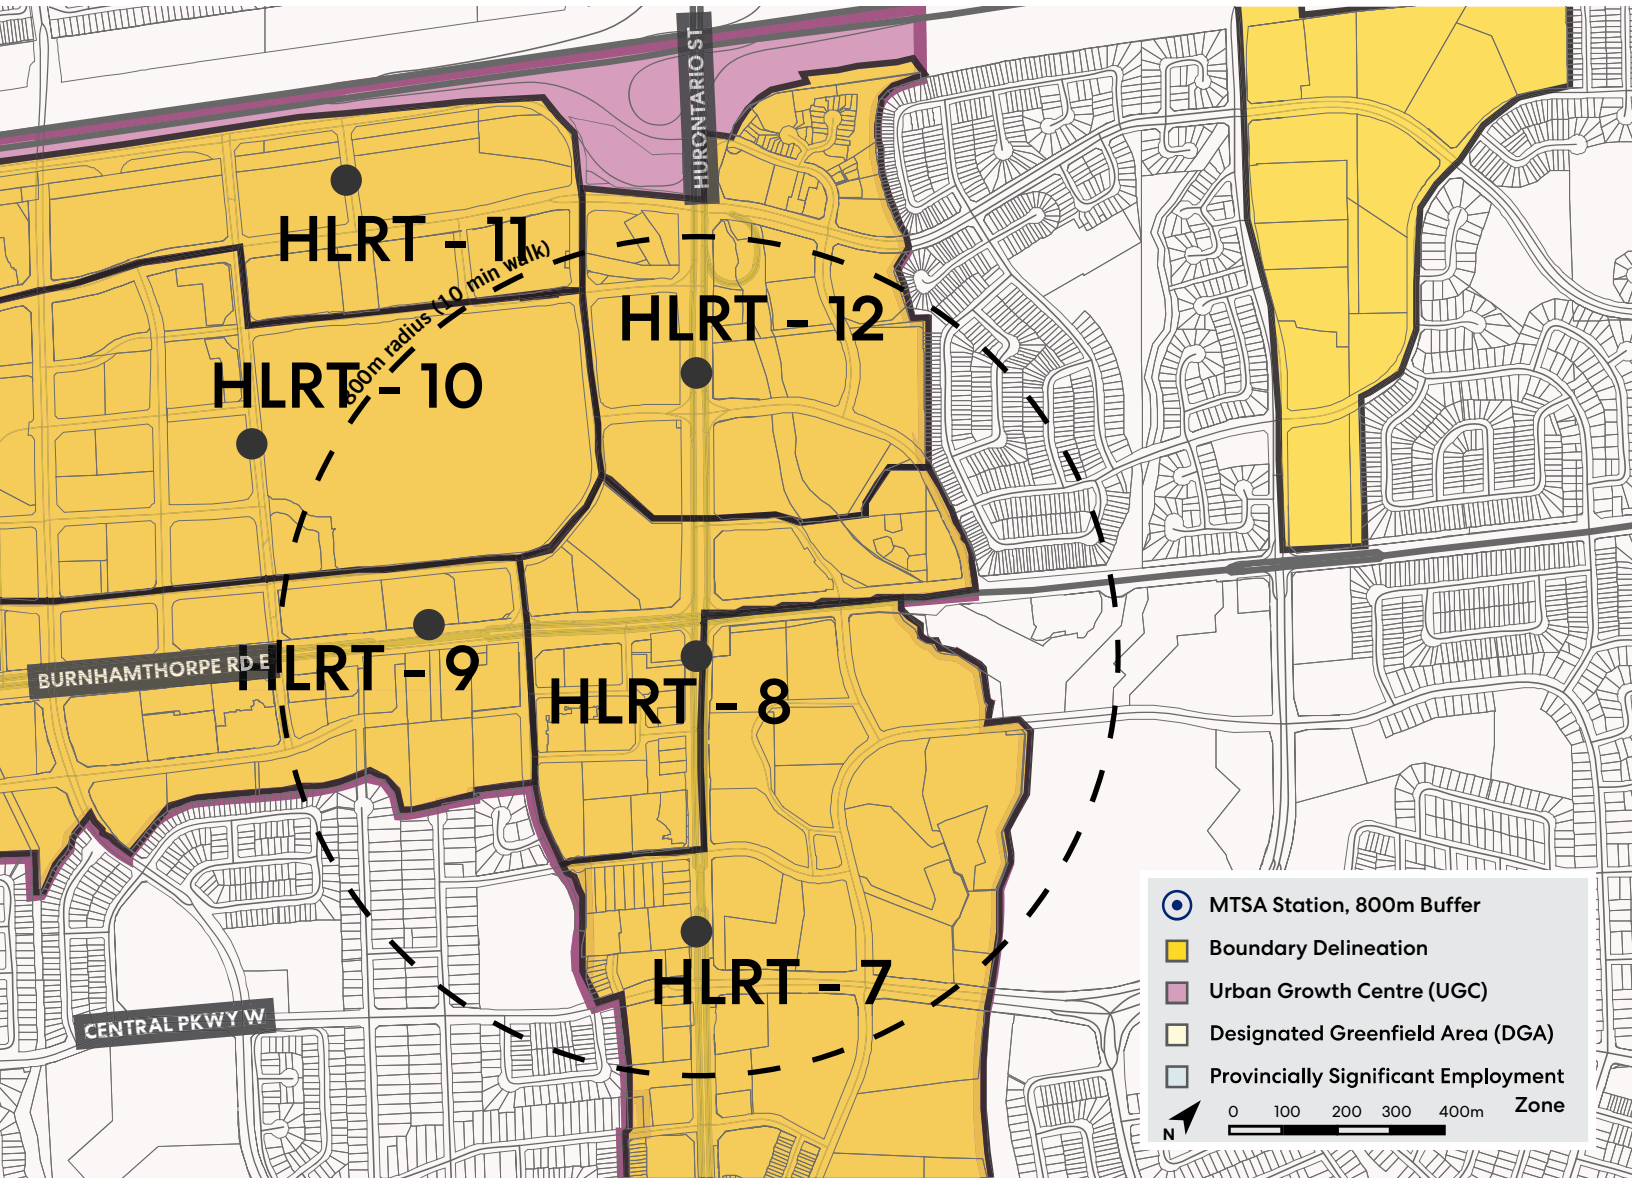 HURONTARIO ST
HLRT - 11
800m radius (10 min walk)
HLRT - 12
HLRT - 10
BURNHAMTHORPE RD E
HLRT - 9
HLRT - 8
HLRT - 7
CENTRAL PKWY W
MTSA Station, 800m Buffer
Boundary Delineation
Urban Growth Centre (UGC)
Designated Greenfield Area (DGA)
Provincially Significant Employment
Zone
0 100 200 300 400m
N